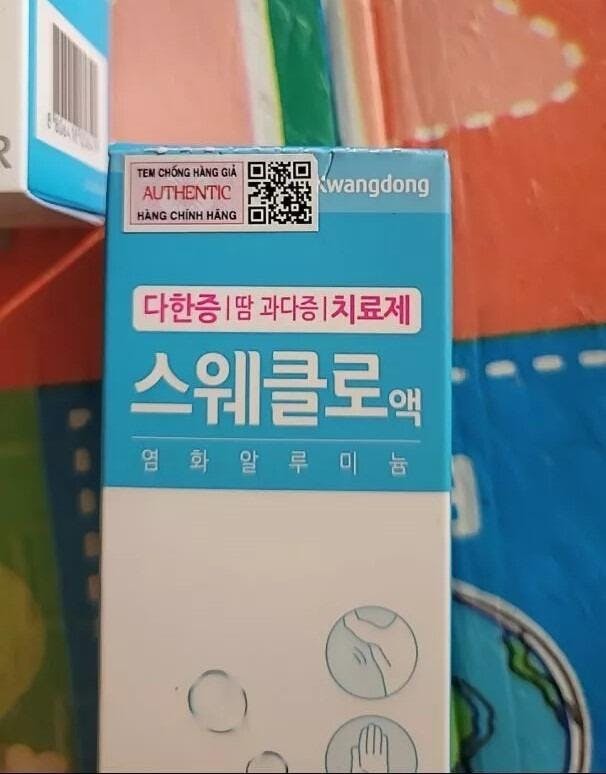 R
TEM CHỐNG HÀNG GIẢ
AUTHENTIC
HÀNG CHÍNH HÃNG
Kwangdong
다한증|땀 과다증|치료제
스웨클로액
염화알루미늄